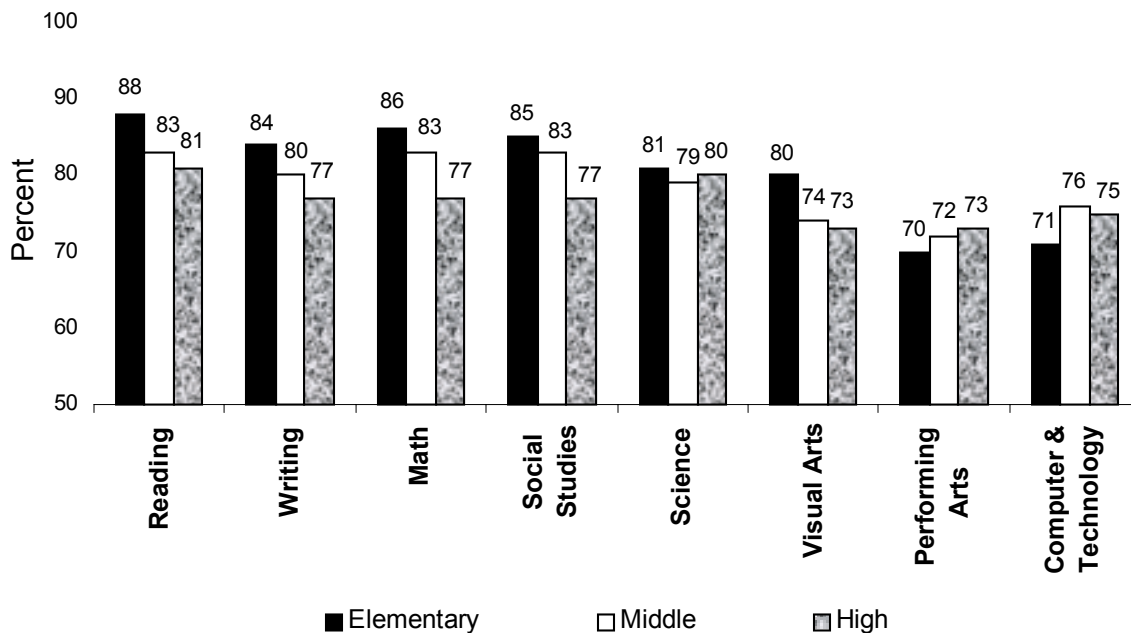 100
90
80
70
60
50
Percent
88
83
81
84
80
77
86
83
77
85
83
77
81
79
80
80
74
73
70
72
73
71
76
75
Reading
Writing
Math
Social
Studies
Science
Visual Arts
Performing
Arts
Computer &
Technology
Elementary
Middle
High